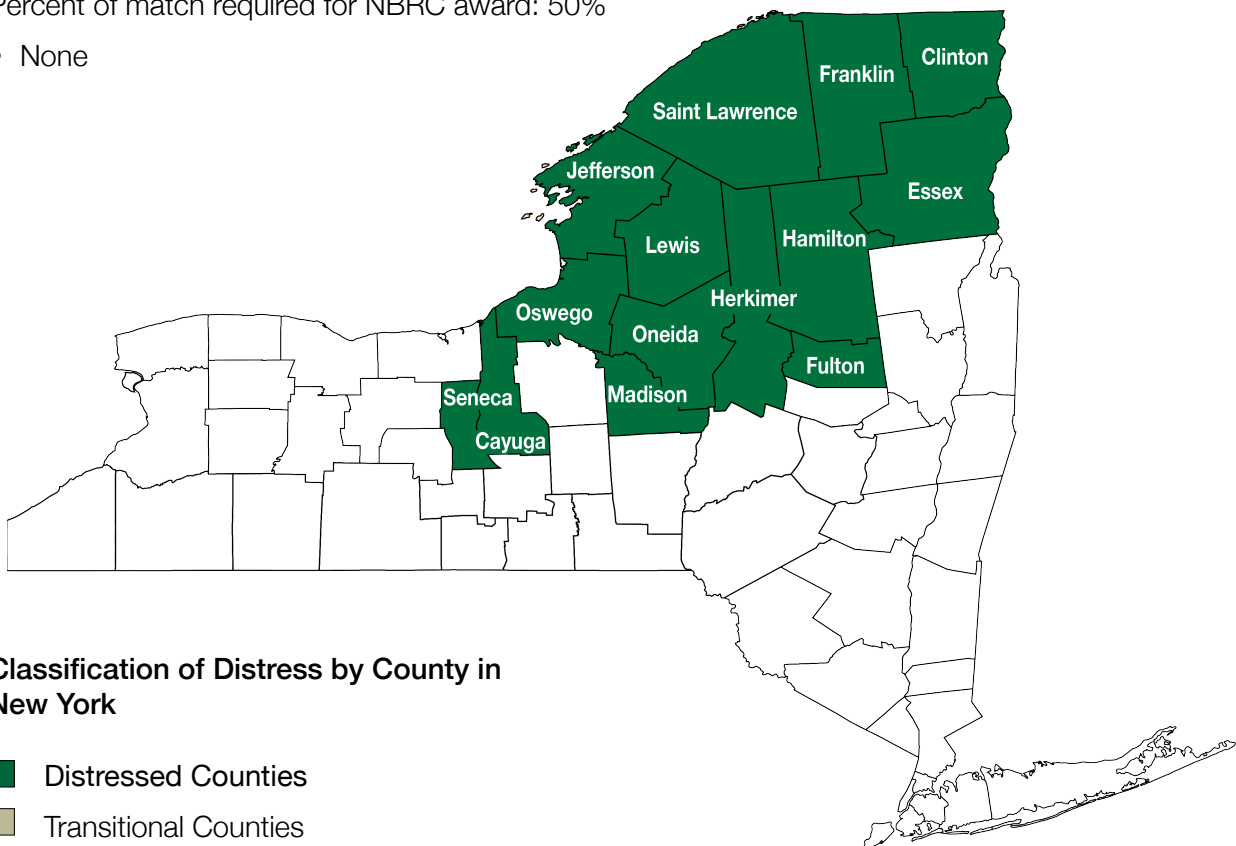 Percent of match required for NBRC award: 50%
None
Clinton
Franklin
Saint Lawrence
Jefferson
Essex
Hamilton
Lewis
Herkimer
Oswego
Oneida
Fulton
Madison
Seneca
Cayuga
Classification of Distress by County in
New York
Distressed Counties
Transitional Counties